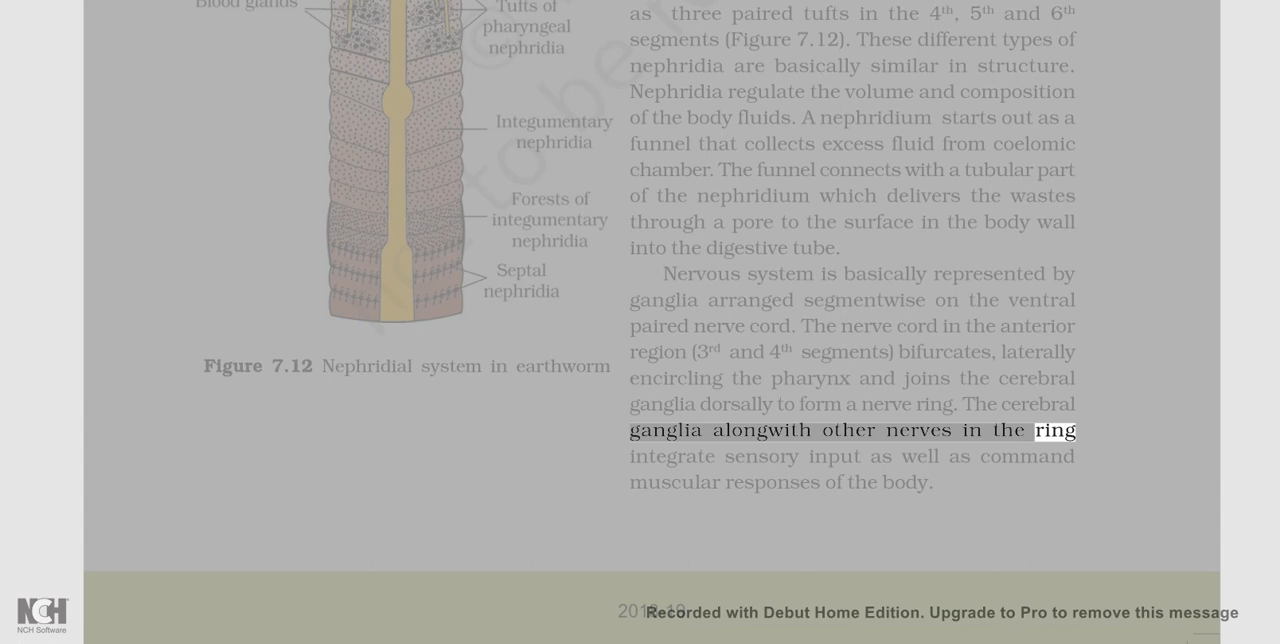 Blood glands
Tufts of
pharyngeal
nephridia
Integumentary
nephridia
Forests of
integumentary
nephridia
Septal
nephridia
Figure 7.12 Nephridial system in earthworm
as three paired tufts in the 4th, 5th and 6th
segments (Figure 7.12). These different types of
nephridia are basically similar in structure.
Nephridia regulate the volume and composition
of the body fluids. A nephridium starts out as a
funnel that collects excess fluid from coelomic
chamber. The funnel connects with a tubular part
of the nephridium which delivers the wastes
through a pore to the surface in the body wall
into the digestive tube.
Nervous system is basically represented by
ganglia arranged segmentwise on the ventral
paired nerve cord. The nerve cord in the anterior
region (3rd and 4th segments) bifurcates, laterally
encircling the pharynx and joins the cerebral
ganglia dorsally to form a nerve ring. The cerebral
ganglia alongwith other nerves in the ring
integrate sensory input as well as command
muscular responses of the body.
to be
NCH
NCH Software
Recorded with Debut Home Edition. Upgrade to Pro to remove this message